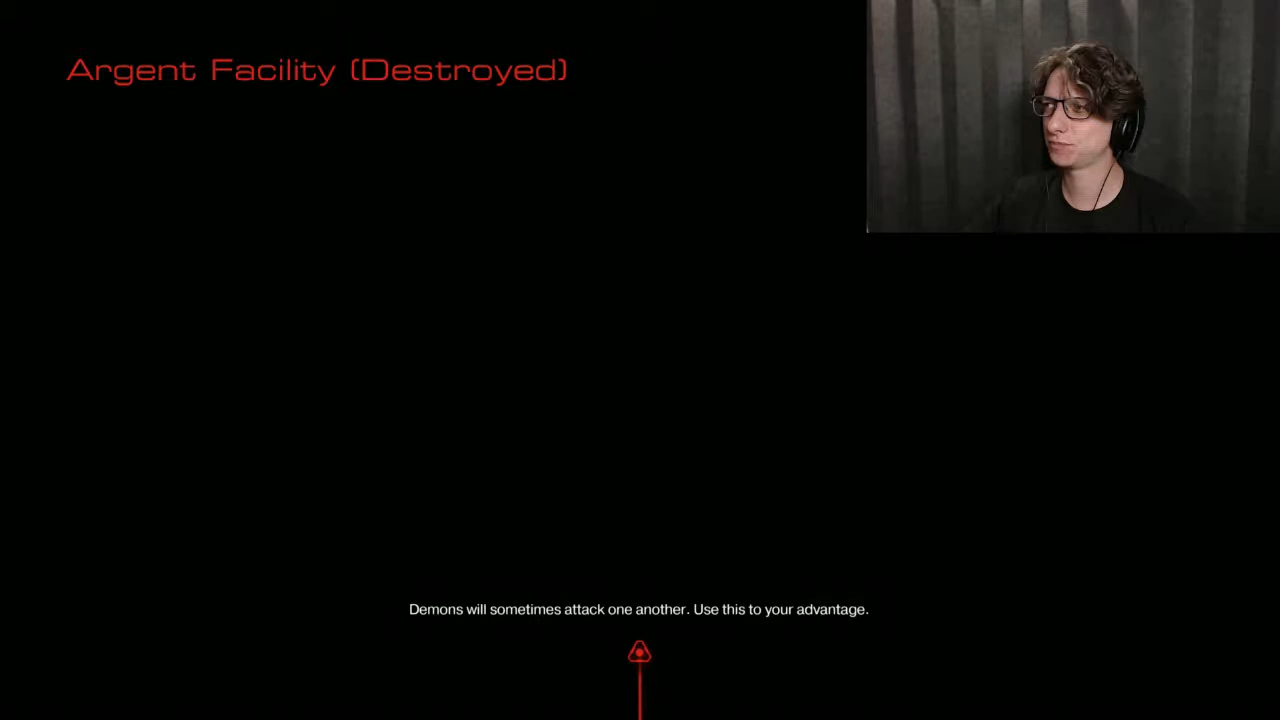 Argent Facility (Destroyed)
Demons will sometimes attack one another. Use this to your advantage.